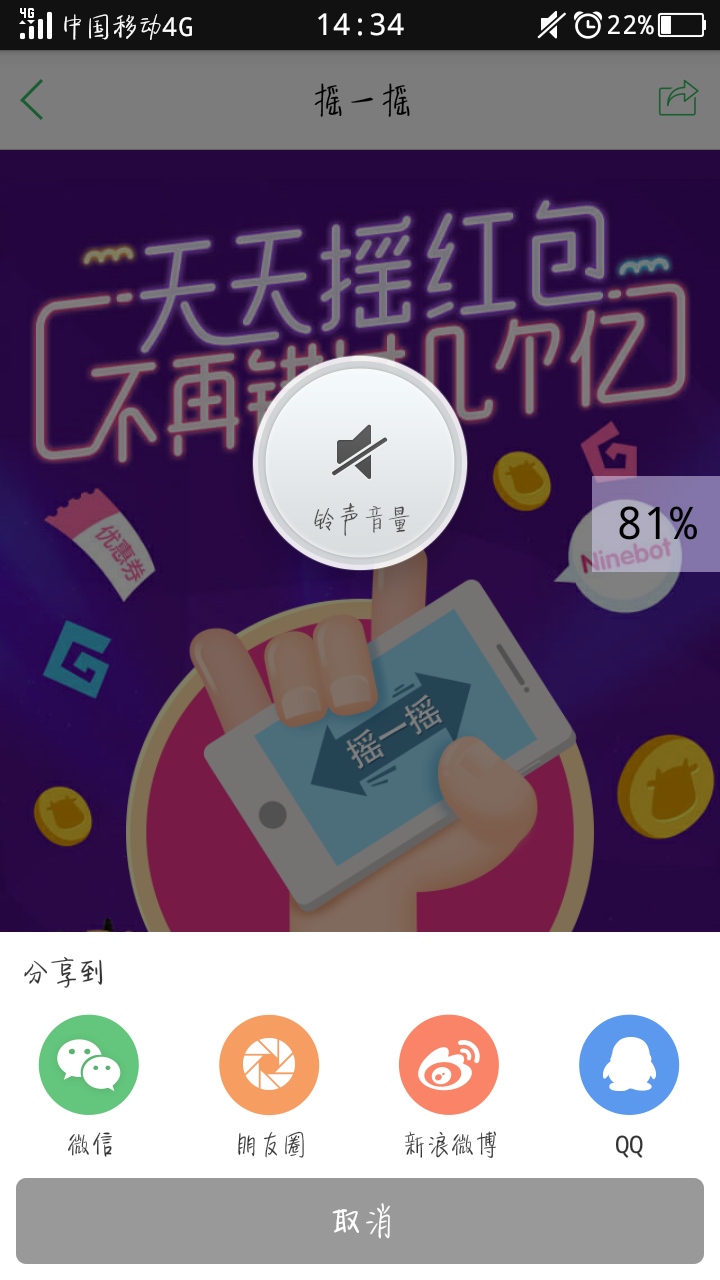 4G 中国移动4G 14:34 22%
摇一摇
天天摇红包
不再错过几个亿
铃声音量
81%
优惠券
Ninebot
摇一摇
分享到
微信 朋友圈 新浪微博 QQ
取消